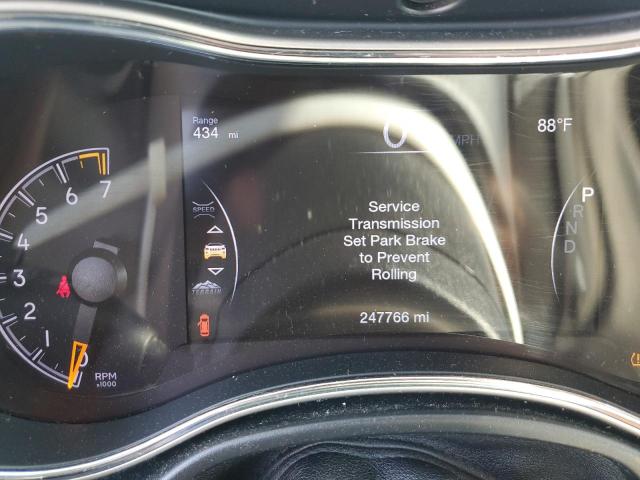 Range
434 mi
0
MPH
88°F
7
6
5
4
3
2
1
0
RPM
x1000
SPEED
TERRAIN
Service
Transmission
Set Park Brake
to Prevent
Rolling
247766 mi
P
R
N
D